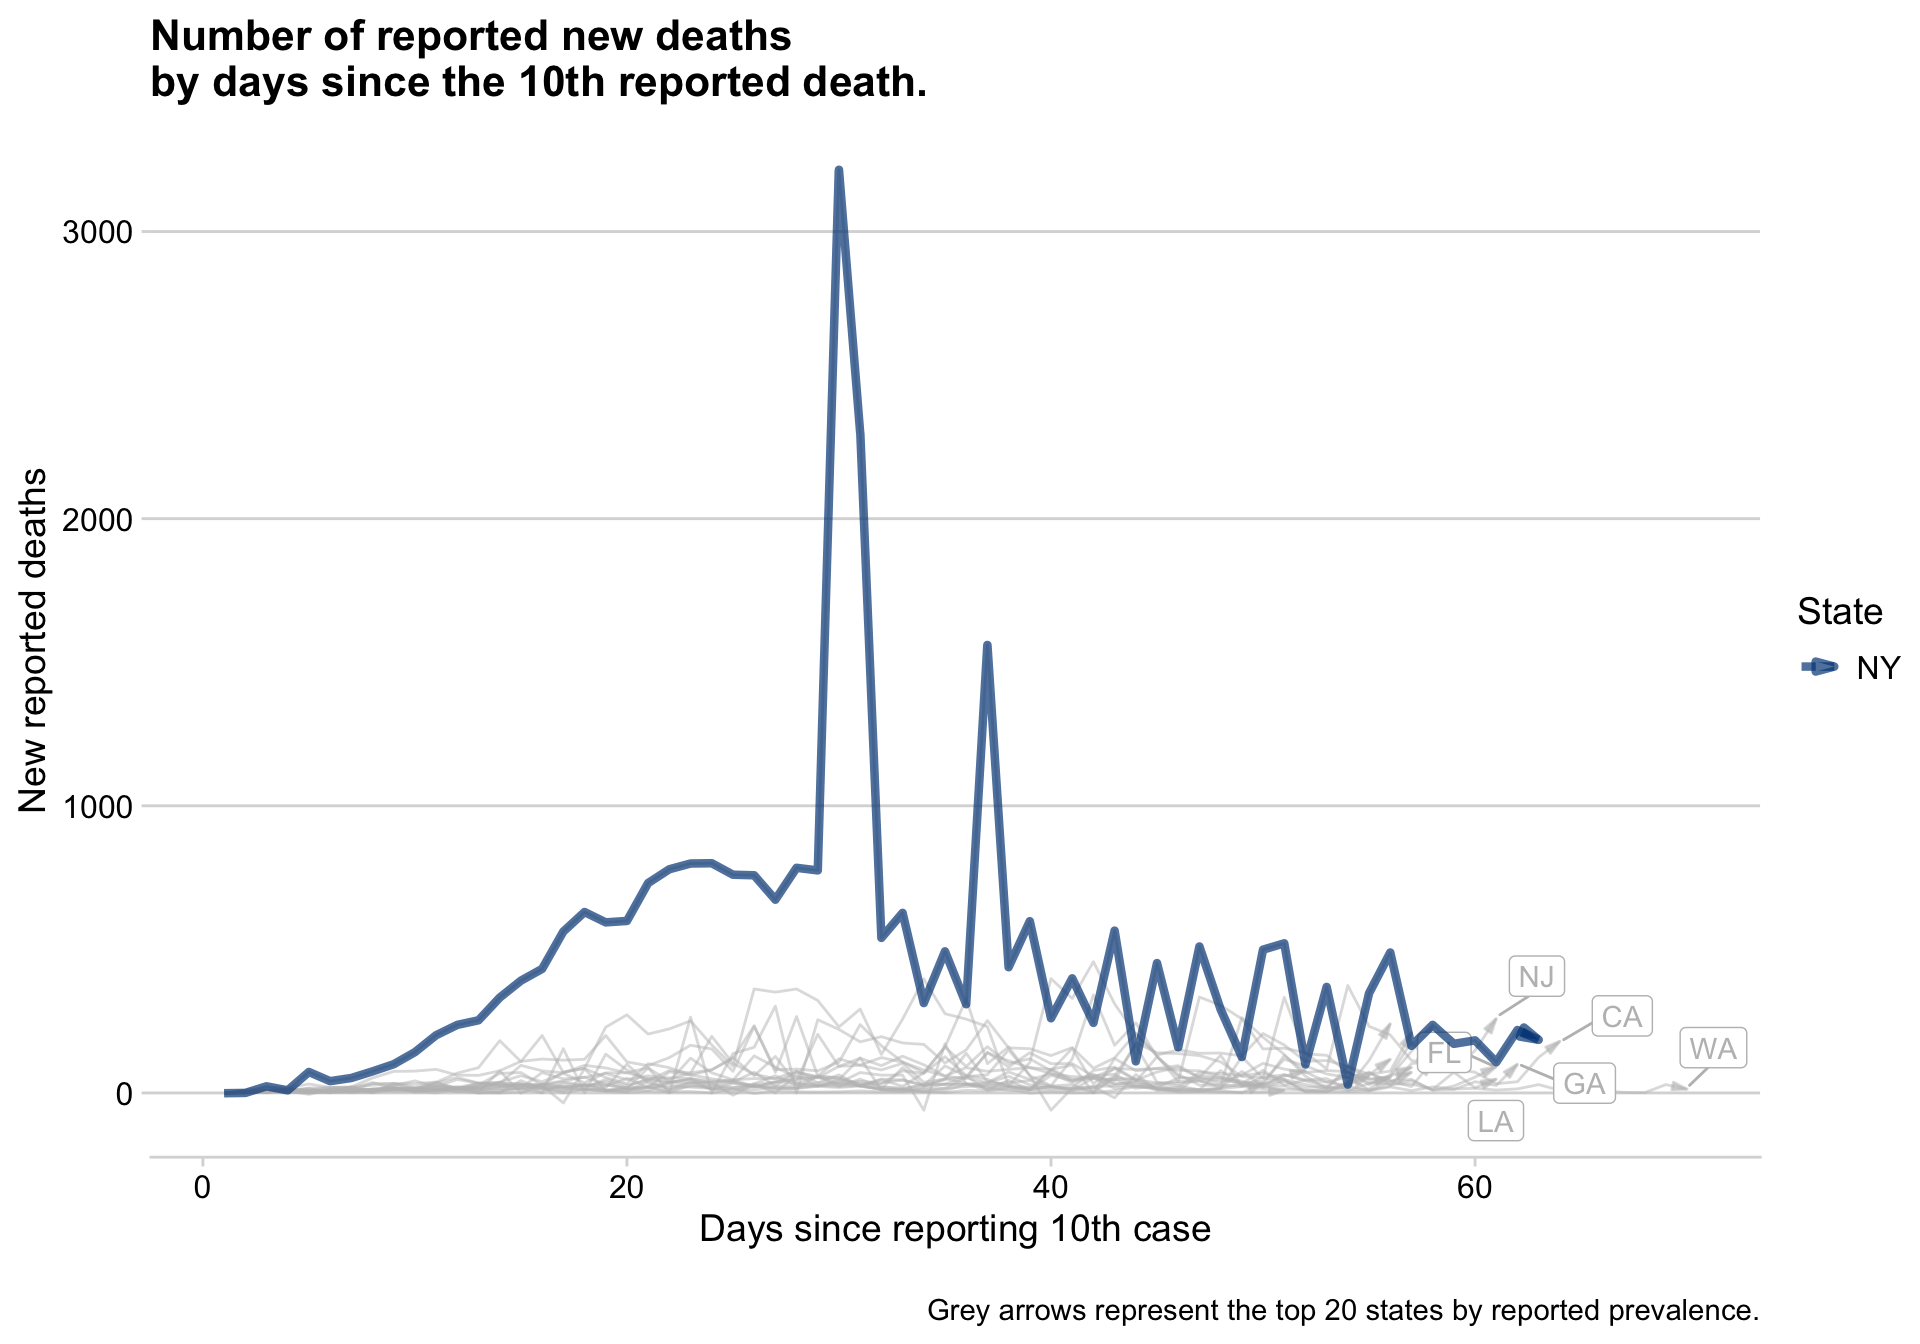 Number of reported new deaths
by days since the 10th reported death.
New reported deaths
3000
2000
1000
0
NJ
CA
FL
WA
GA
LA
State
NY
0 20 40 60
Days since reporting 10th case
Grey arrows represent the top 20 states by reported prevalence.